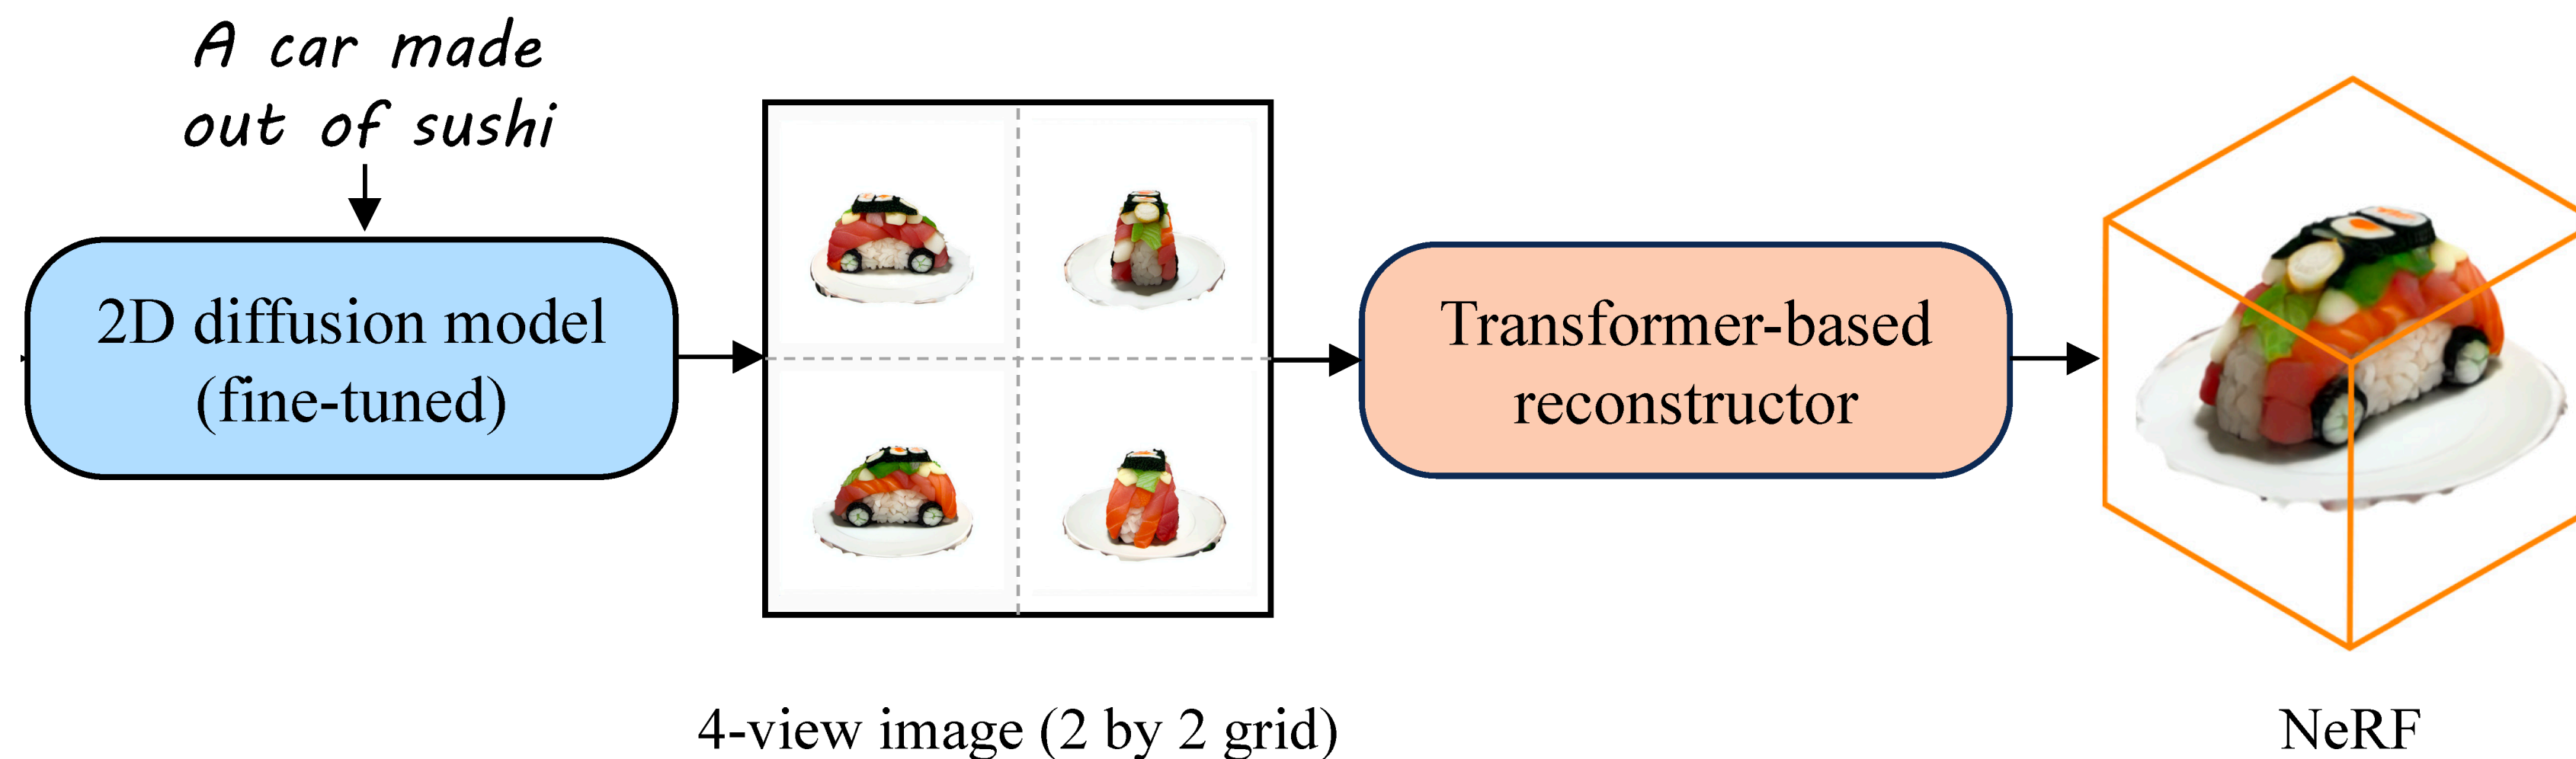 A car made
out of sushi
2D diffusion model
(fine-tuned)
Transformer-based
reconstructor
4-view image (2 by 2 grid)
NeRF